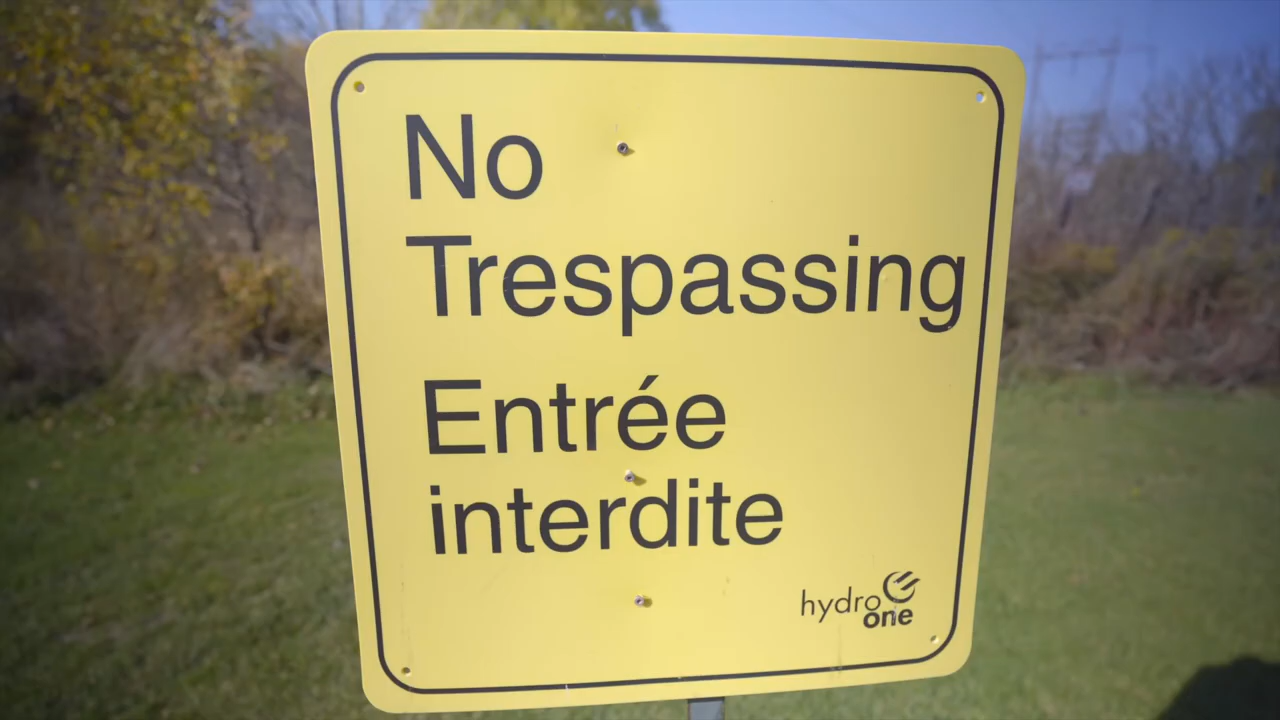 No
Trespassing
Entrée
interdite
hydro
one